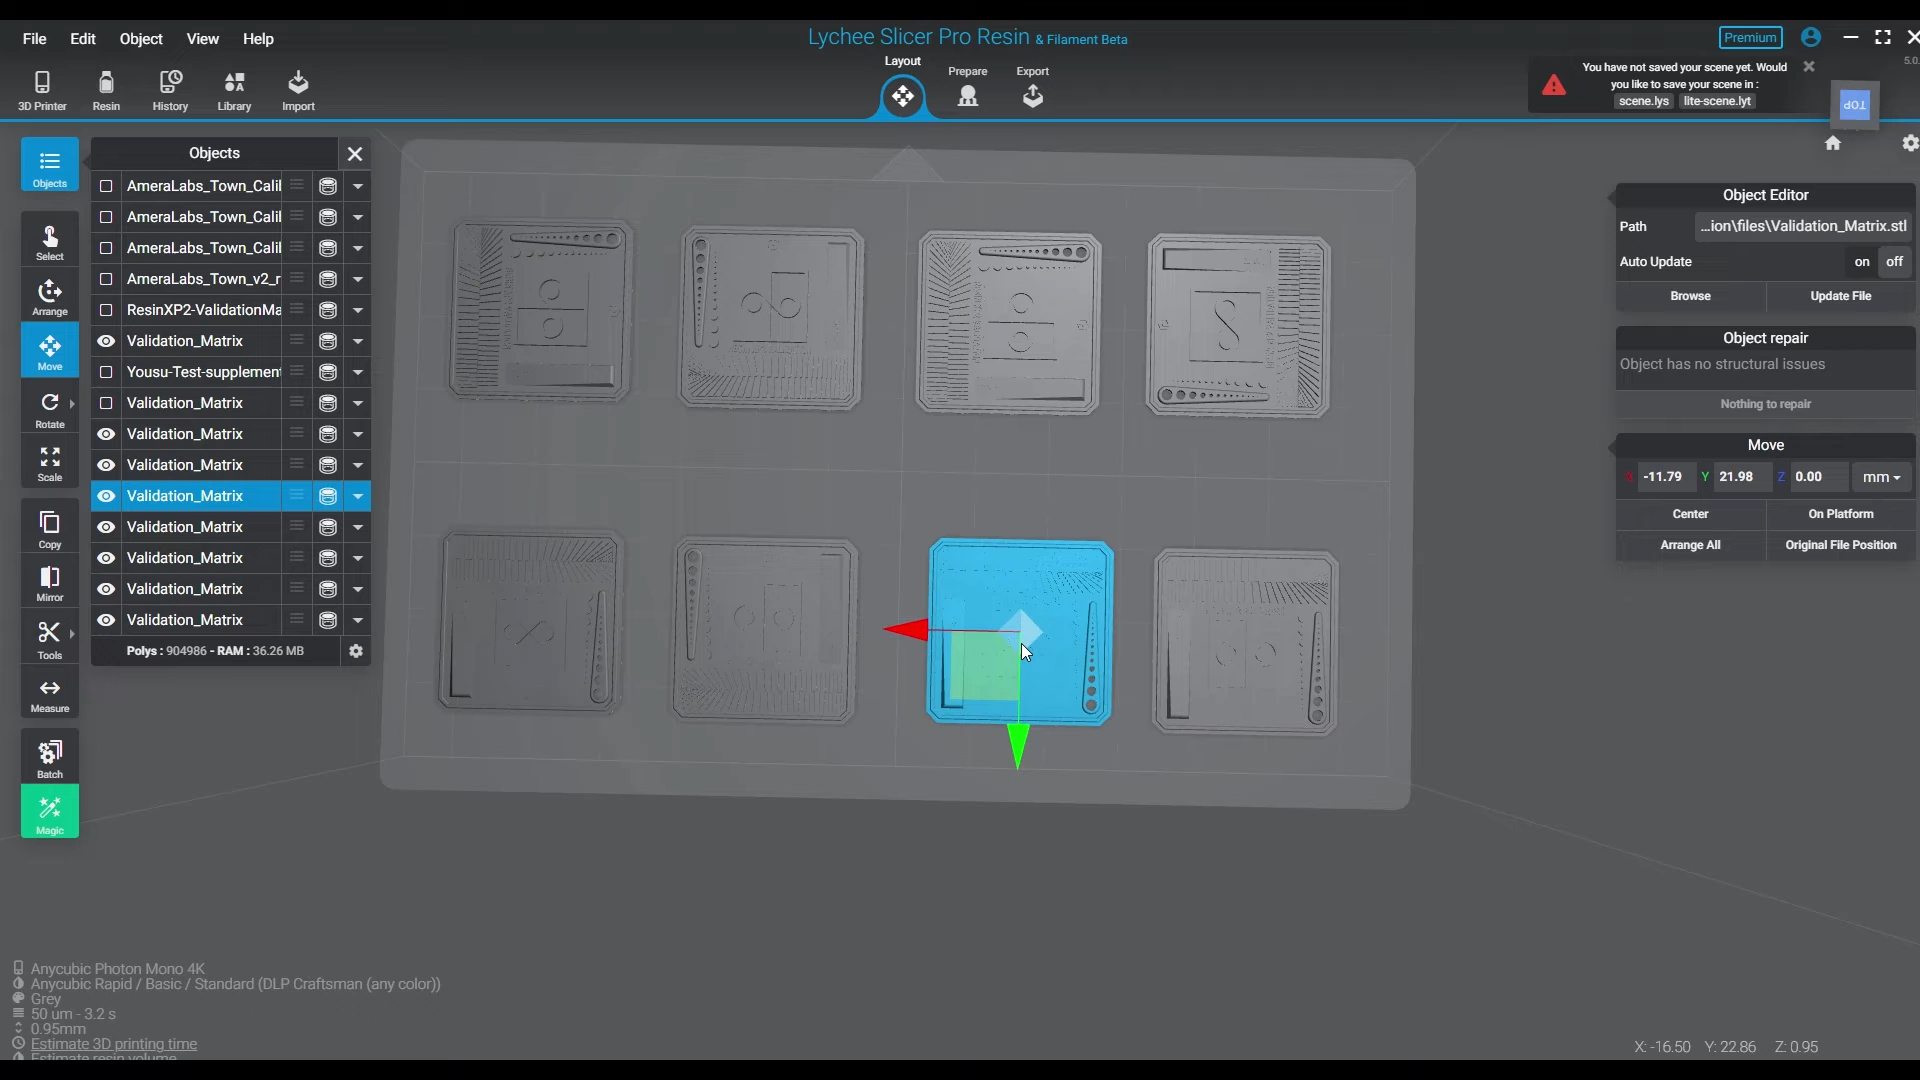 File Edit Object View Help
Lychee Slicer Pro Resin & Filament Beta
Premium
3D Printer Resin History Library Import
Layout Prepare Export
You have not saved your scene yet. Would
you like to save your scene in :
scene.lys lite-scene.lyt
5.0.
TOP
Objects
Objects
AmeraLabs_Town_Calil
AmeraLabs_Town_Calil
AmeraLabs_Town_Calil
AmeraLabs_Town_v2_r
ResinXP2-ValidationMa
Validation_Matrix
Yousu-Test-supplement
Validation_Matrix
Validation_Matrix
Validation_Matrix
Validation_Matrix
Validation_Matrix
Validation_Matrix
Validation_Matrix
Validation_Matrix
Polys : 904986 - RAM : 36.26 MB
Select
Arrange
Move
Rotate
Scale
Copy
Mirror
Tools
Measure
Batch
Magic
Object Editor
Path ...ion\files\Validation_Matrix.stl
Auto Update on off
Browse Update File
Object repair
Object has no structural issues
Nothing to repair
Move
X -11.79 Y 21.98 Z 0.00 mm
Center On Platform
Arrange All Original File Position
Anycubic Photon Mono 4K
Anycubic Rapid / Basic / Standard (DLP Craftsman (any color))
Grey
50 um - 3.2 s
0.95mm
Estimate 3D printing time
Estimate resin volume
X: -16.50 Y: 22.86 Z: 0.95